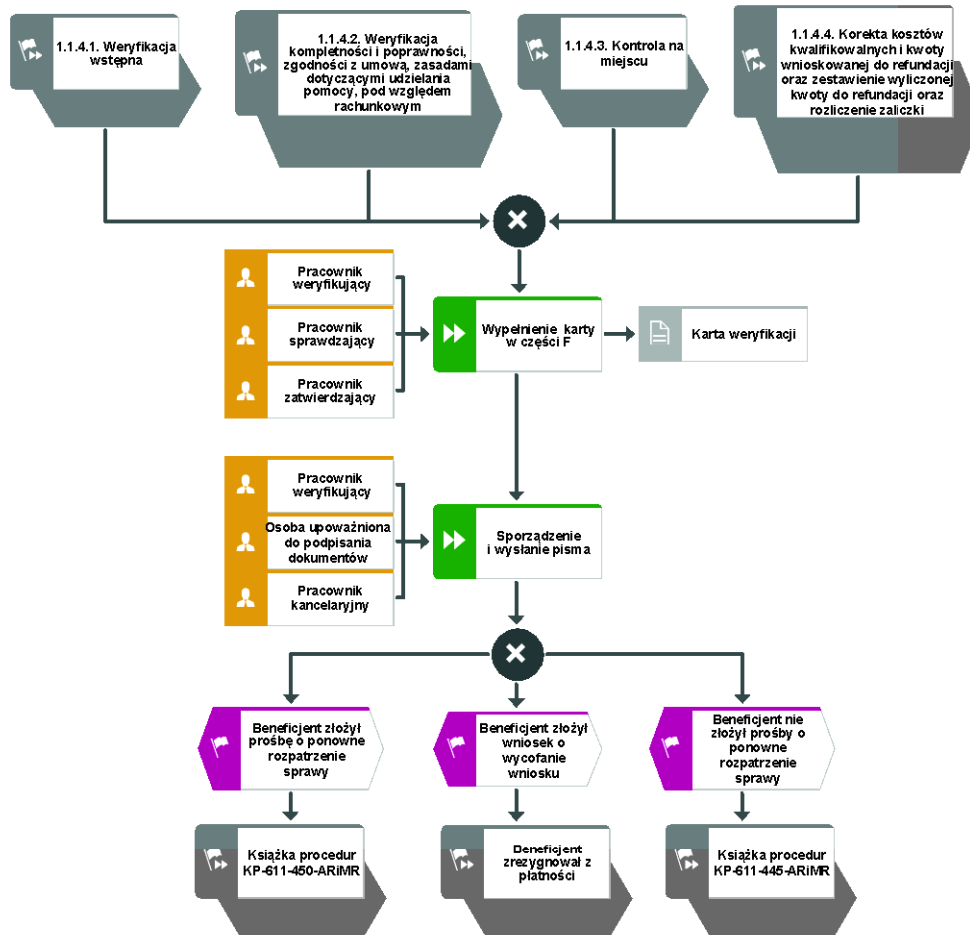 1.1.4.1. Weryfikacja
wstępna
1.1.4.2. Weryfikacja
kompletności i poprawności,
zgodności z umową, zasadami
dotyczącymi udzielania
pomocy, pod względem
rachunkowym
1.1.4.3. Kontrola na
miejscu
1.1.4.4. Korekta kosztów
kwalifikowalnych i kwoty
wnioskowanej do refundacji
oraz zestawienie wyliczonej
kwoty do refundacji oraz
rozliczenie zaliczki
Pracownik
weryfikujący
Pracownik
sprawdzający
Pracownik
zatwierdzający
Wypełnienie karty
w części F
Karta weryfikacji
Pracownik
weryfikujący
Osoba upoważniona
do podpisania
dokumentów
Pracownik
kancelaryjny
Sporządzenie
i wysłanie pisma
Beneficjent złożył
prośbę o ponowne
rozpatrzenie
sprawy
Beneficjent złożył
wniosek o
wycofanie
wniosku
Beneficjent nie
złożył prośby o
ponowne
rozpatrzenie
sprawy
Książka procedur
KP-611-450-ARiMR
Beneficjent
zrezygnował z
płatności
Książka procedur
KP-611-445-ARiMR